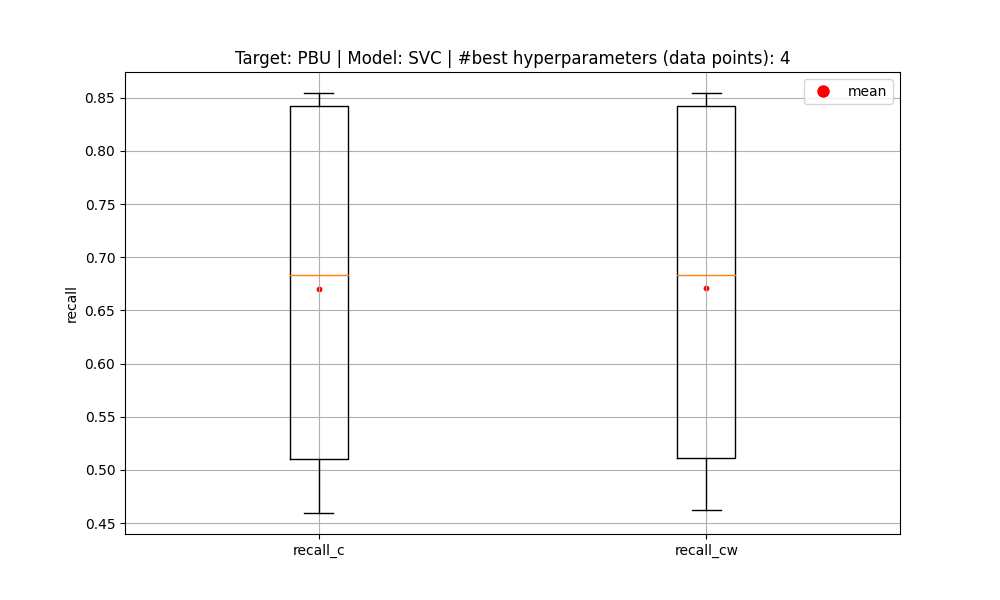 Target: PBU | Model: SVC | #best hyperparameters (data points): 4
mean
0.85
0.80
0.75
0.70
0.65
0.60
0.55
0.50
0.45
recall
recall_c
recall_cw